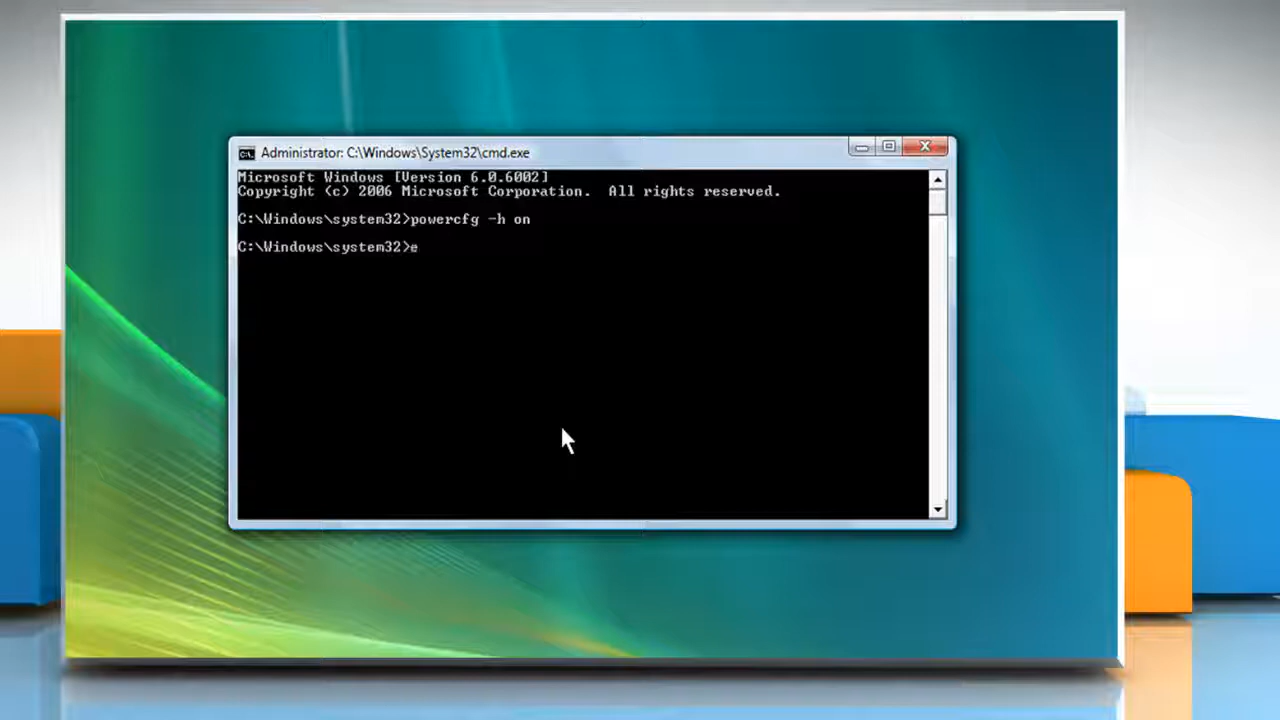 Administrator: C:\Windows\System32\cmd.exe
Microsoft Windows [Version 6.0.6002]
Copyright (c) 2006 Microsoft Corporation.  All rights reserved.
C:\Windows\system32>powercfg -h on
C:\Windows\system32>e